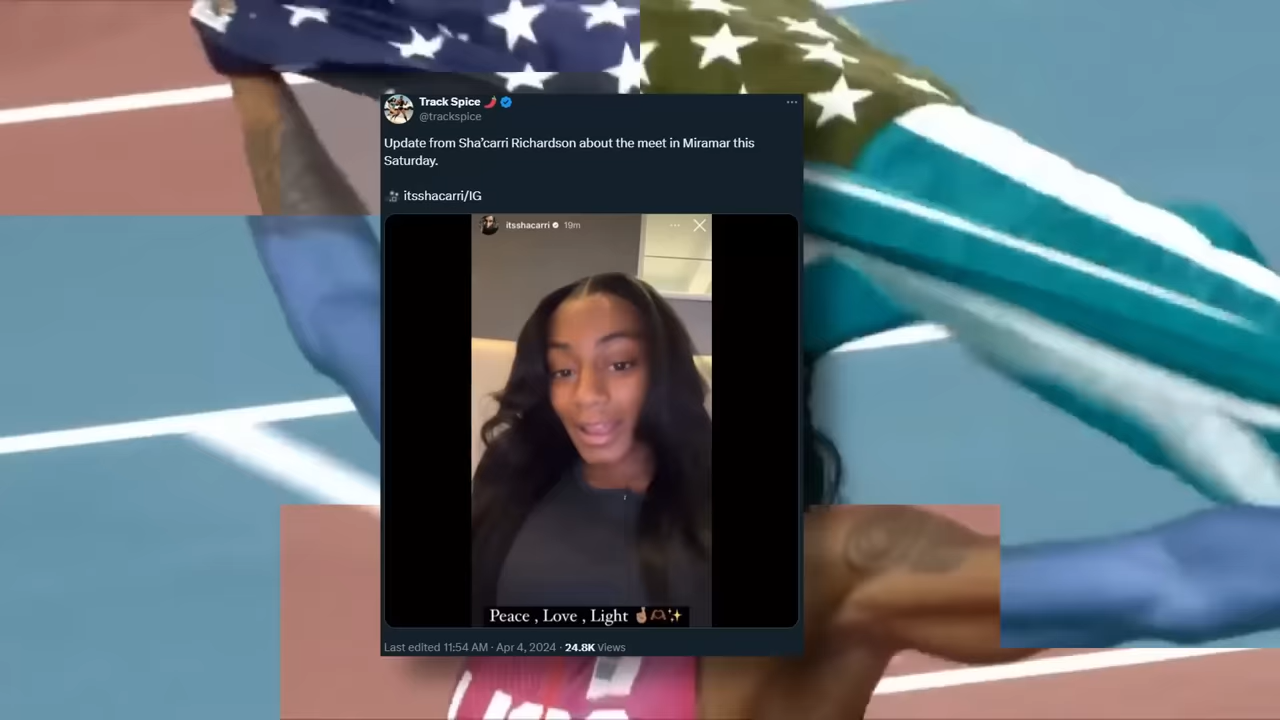 Track Spice 🌶️
@trackspice
Update from Sha'carri Richardson about the meet in Miramar this
Saturday.
🎥 itsshacarri/IG
itsshacarri 19m
Peace , Love , Light 🤞🏾🫶🏾✨
Last edited 11:54 AM · Apr 4, 2024 · 24.8K Views